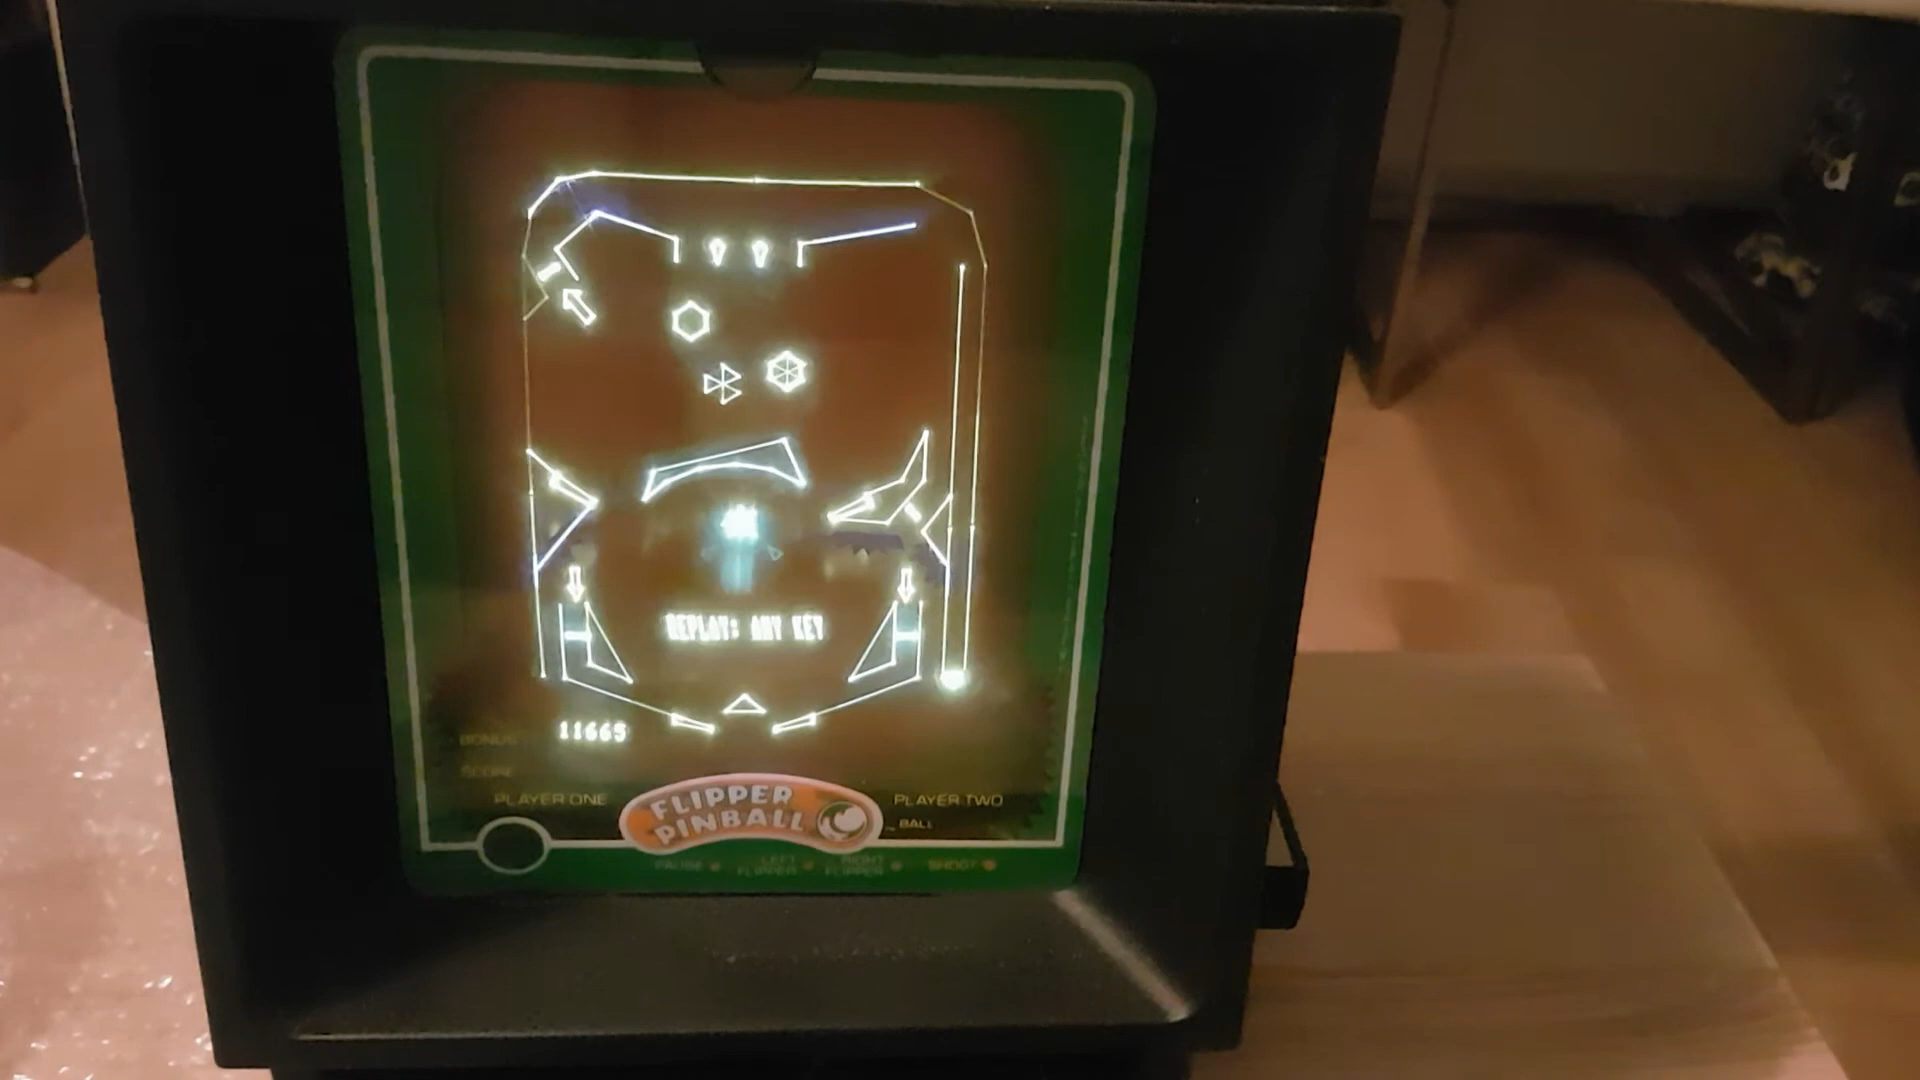 REPLAY: ANY KEY
11665
BONUS
SCORE
PLAYER ONE
FLIPPER
PINBALL
PLAYER TWO
BALL
PAUSE
LEFT
FLIPPER
RIGHT
FLIPPER
SHOOT